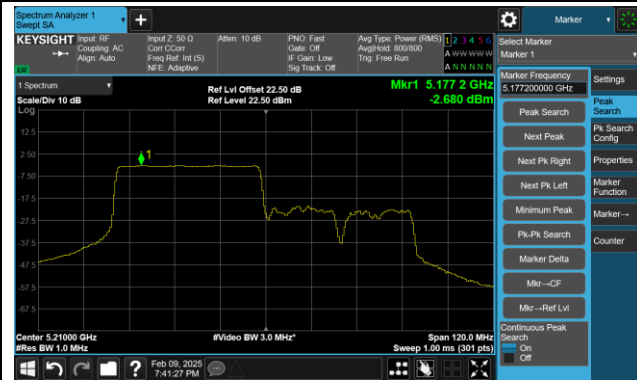 Spectrum Analyzer 1
Swept SA
Marker
KEYSIGHT
Input: RF
Coupling: AC
Align: Auto
Input Z: 50 Ω
Corr CCorr
Freq Ref: Int (S)
NFE: Adaptive
Atten: 10 dB
PNO: Fast
Gate: Off
IF Gain: Low
Sig Track: Off
Avg Type: Power (RMS)
Avg|Hold: 800/800
Trig: Free Run
1 2 3 4 5 6
A W W W W W
A N N N N N
LXI
Select Marker
Marker 1
1 Spectrum
Scale/Div 10 dB
Log
Ref Lvl Offset 22.50 dB
Ref Level 22.50 dBm
Mkr1 5.177 2 GHz
-2.680 dBm
12.5
2.50
-7.50
-17.5
-27.5
-37.5
-47.5
-57.5
-67.5
1
Center 5.21000 GHz
#Res BW 1.0 MHz
#Video BW 3.0 MHz*
Span 120.0 MHz
Sweep 1.00 ms (301 pts)
Marker Frequency
5.177200000 GHz
Peak Search
Next Peak
Next Pk Right
Next Pk Left
Minimum Peak
Pk-Pk Search
Marker Delta
Mkr→CF
Mkr→Ref Lvl
Continuous Peak
Search
On
Off
Settings
Peak
Search
Pk Search
Config
Properties
Marker
Function
Marker→
Counter
Feb 09, 2025
7:41:27 PM